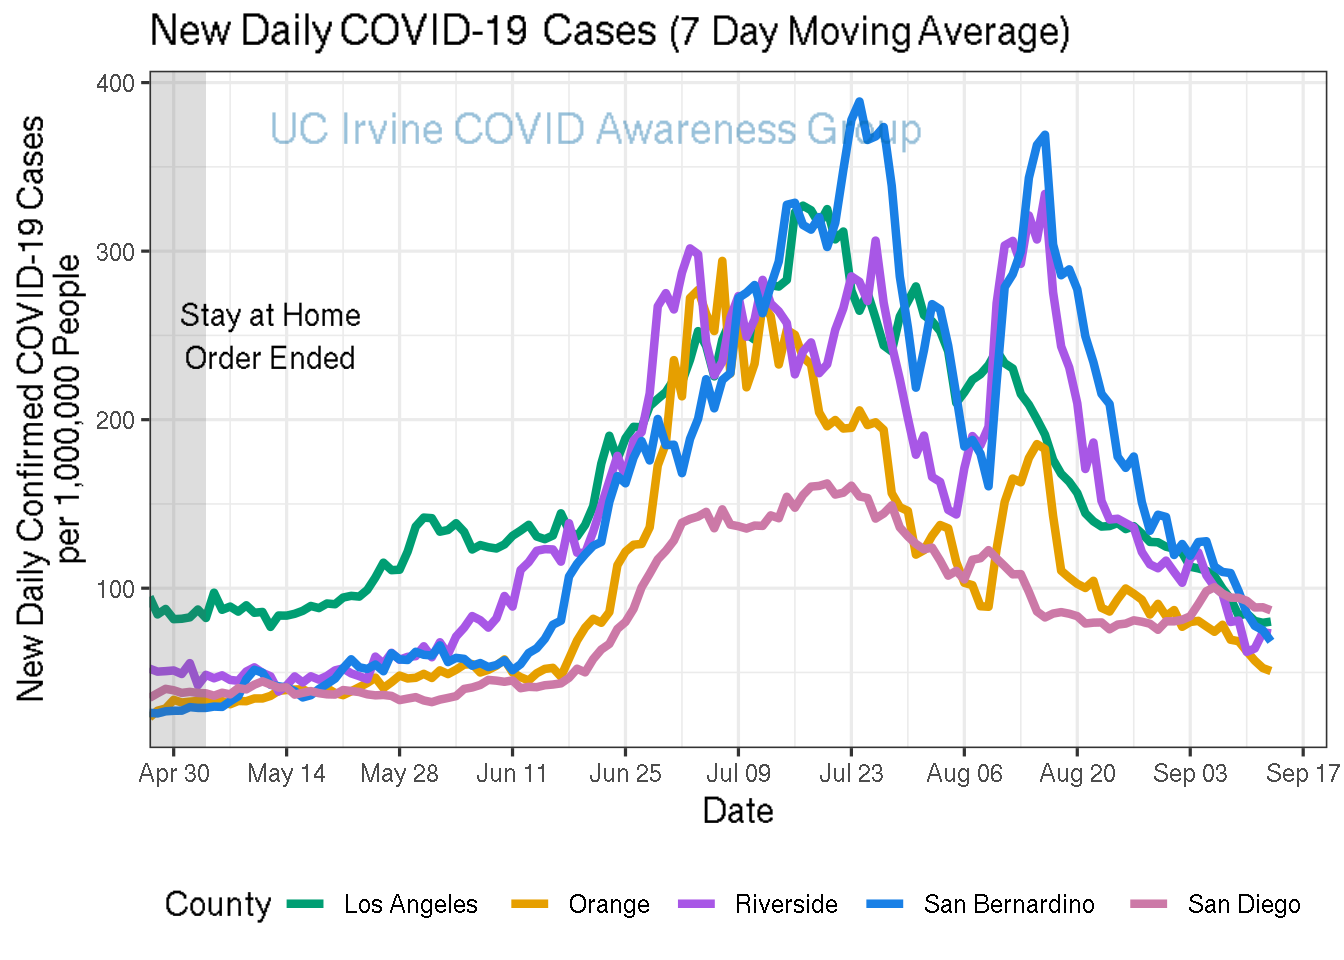 New Daily COVID-19 Cases (7 Day Moving Average)
UC Irvine COVID Awareness Group
New Daily Confirmed COVID-19 Cases
per 1,000,000 People
400
300
200
100
Stay at Home
Order Ended
Apr 30 May 14 May 28 Jun 11 Jun 25 Jul 09 Jul 23 Aug 06 Aug 20 Sep 03 Sep 17
Date
County Los Angeles Orange Riverside San Bernardino San Diego